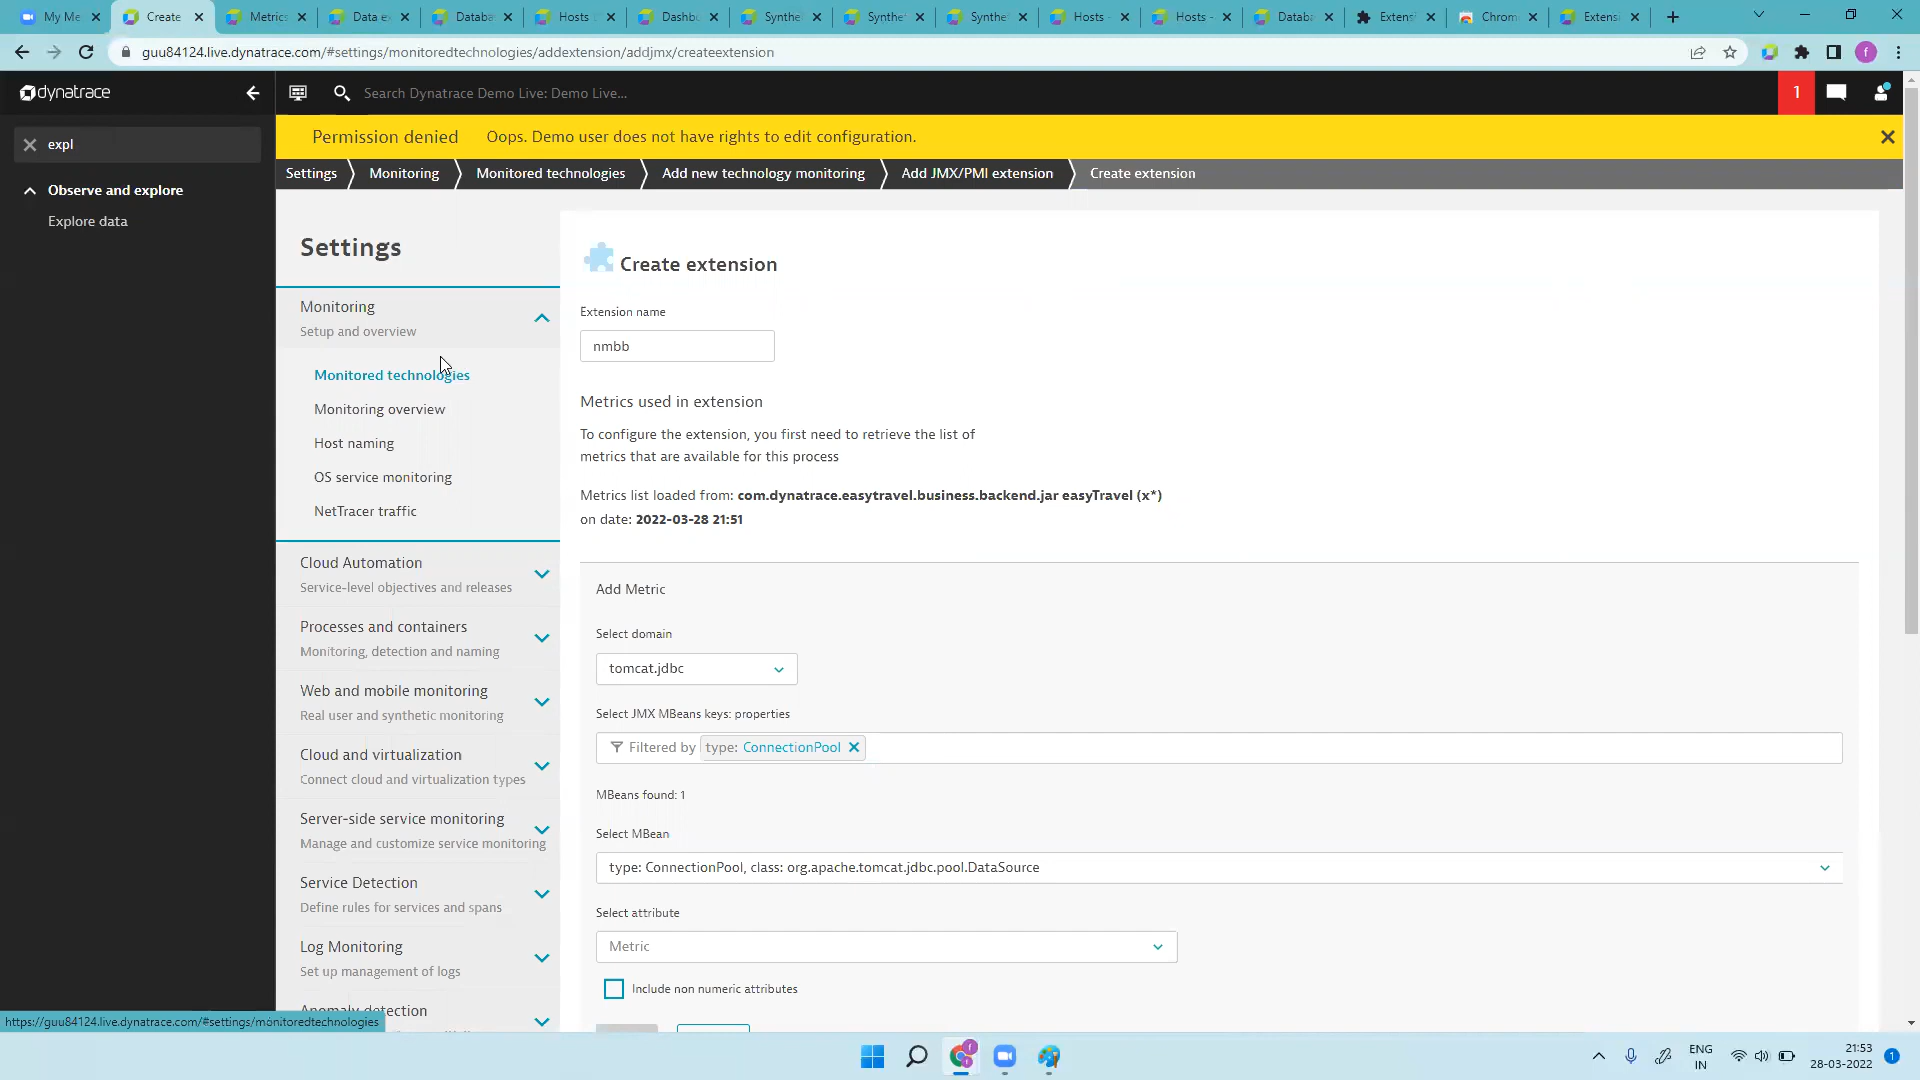 My Me
Create
Metrics
Data e
Databa
Hosts
Dashb
Synthe
Synthe
Synthe
Hosts -
Hosts -
Databa
Extens
Chrom
Extensi
guu84124.live.dynatrace.com/#settings/monitoredtechnologies/addextension/addjmx/createextension
f
dynatrace
Search Dynatrace Demo Live: Demo Live...
1
expl
Permission denied Oops. Demo user does not have rights to edit configuration.
Settings Monitoring Monitored technologies Add new technology monitoring Add JMX/PMI extension Create extension
Observe and explore
Explore data
Settings
Monitoring
Setup and overview
Monitored technologies
Monitoring overview
Host naming
OS service monitoring
NetTracer traffic
Cloud Automation
Service-level objectives and releases
Processes and containers
Monitoring, detection and naming
Web and mobile monitoring
Real user and synthetic monitoring
Cloud and virtualization
Connect cloud and virtualization types
Server-side service monitoring
Manage and customize service monitoring
Service Detection
Define rules for services and spans
Log Monitoring
Set up management of logs
Anomaly detection
Create extension
Extension name
nmbb
Metrics used in extension
To configure the extension, you first need to retrieve the list of
metrics that are available for this process
Metrics list loaded from: com.dynatrace.easytravel.business.backend.jar easyTravel (x*)
on date: 2022-03-28 21:51
Add Metric
Select domain
tomcat.jdbc
Select JMX MBeans keys: properties
Filtered by type: ConnectionPool
MBeans found: 1
Select MBean
type: ConnectionPool, class: org.apache.tomcat.jdbc.pool.DataSource
Select attribute
Metric
Include non numeric attributes
https://guu84124.live.dynatrace.com/#settings/monitoredtechnologies
ENG
IN
21:53
28-03-2022
1